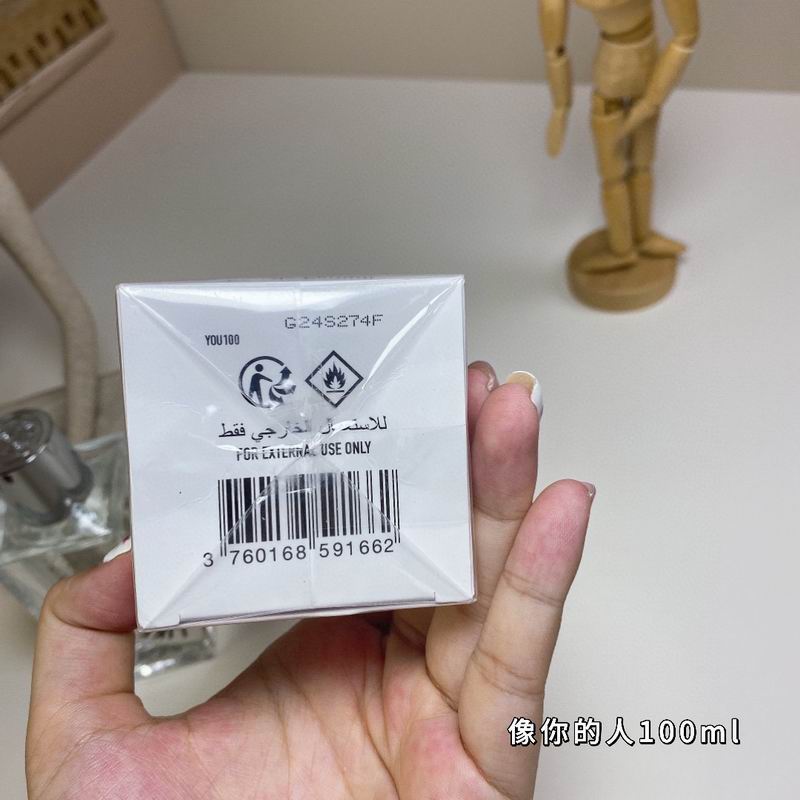 G24S274F
YOU100
للاستعمال الخارجي فقط
FOR EXTERNAL USE ONLY
3 760168 591662
像你的人100ml